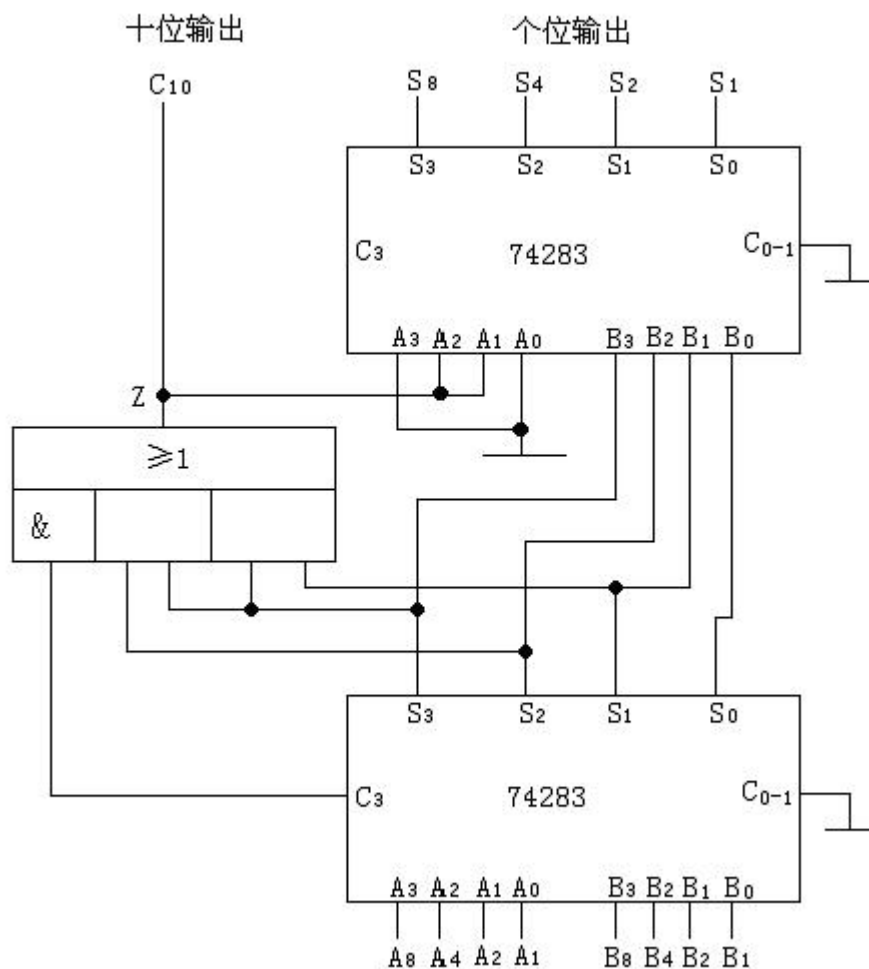 十位输出 个位输出
C10 S8 S4 S2 S1
S3 S2 S1 S0
C3 74283 C0-1
A3 A2 A1 A0 B3 B2 B1 B0
Z
≥1
&
S3 S2 S1 S0
C3 74283 C0-1
A3 A2 A1 A0 B3 B2 B1 B0
A8 A4 A2 A1 B8 B4 B2 B1